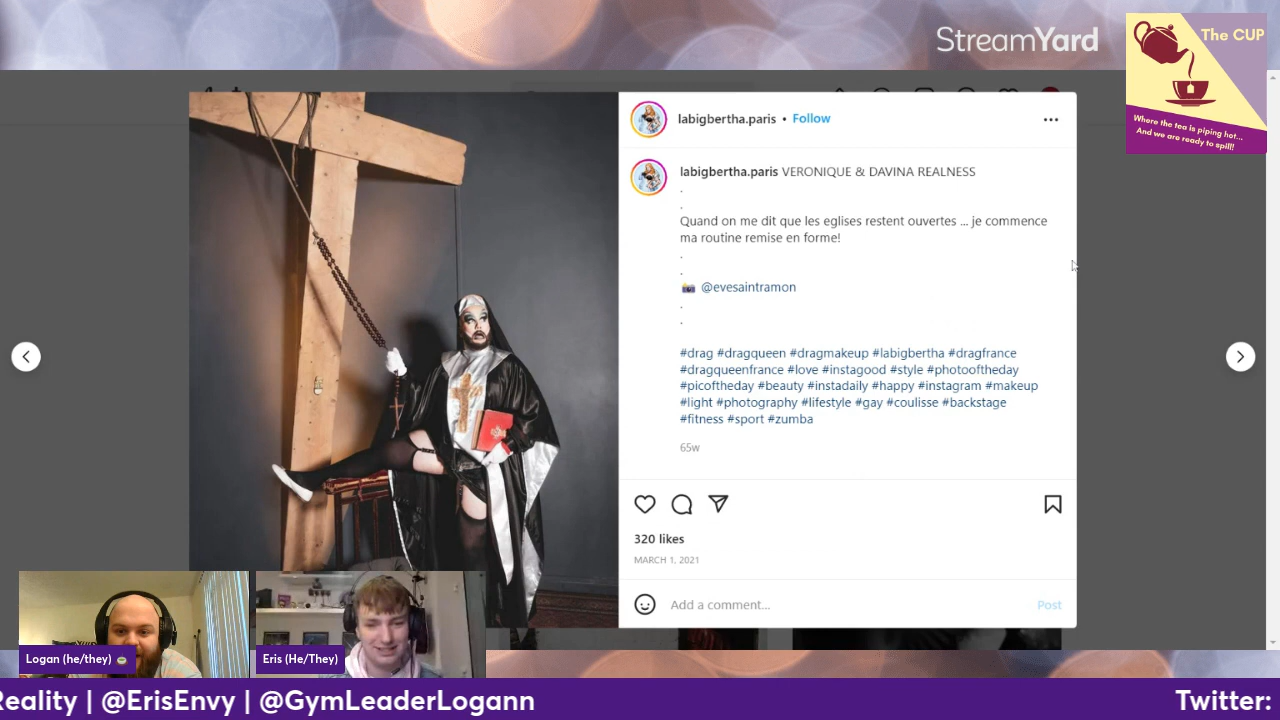 StreamYard
The CUP
Where the tea is piping hot...
And we are ready to spill!
labigbertha.paris • Follow
labigbertha.paris VERONIQUE & DAVINA REALNESS
.
.
Quand on me dit que les eglises restent ouvertes ... je commence
ma routine remise en forme!
.
.
📸 @evesaintramon
.
.
#drag #dragqueen #dragmakeup #labigbertha #dragfrance
#dragqueenfrance #love #instagood #style #photooftheday
#picoftheday #beauty #instadaily #happy #instagram #makeup
#light #photography #lifestyle #gay #coulisse #backstage
#fitness #sport #zumba
65w
320 likes
MARCH 1, 2021
Add a comment...
Post
Logan (he/they)
Eris (He/They)
Reality | @ErisEnvy | @GymLeaderLogann
Twitter: